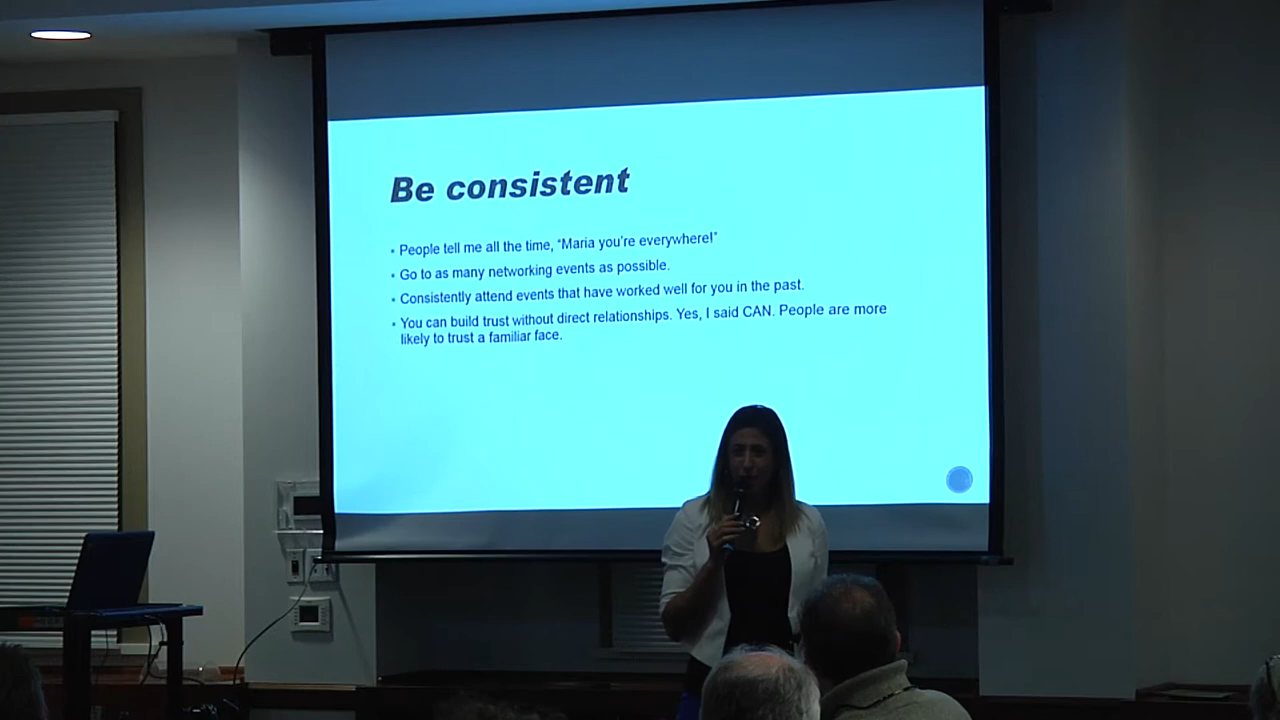 Be consistent
▪ People tell me all the time, “Maria you're everywhere!”
▪ Go to as many networking events as possible.
▪ Consistently attend events that have worked well for you in the past.
▪ You can build trust without direct relationships. Yes, I said CAN. People are more
likely to trust a familiar face.